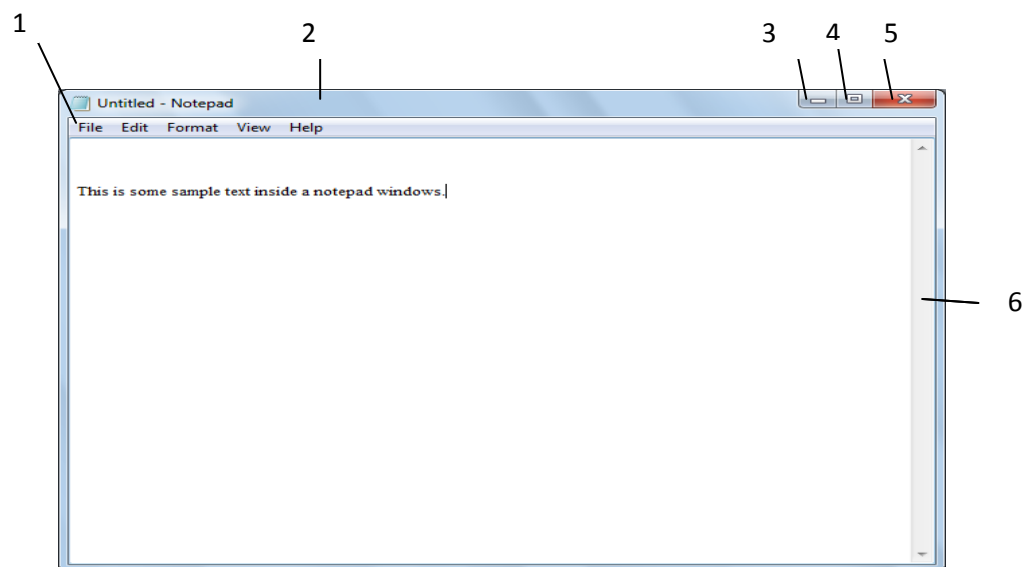 1 2 3 4 5
Untitled - Notepad
File Edit Format View Help
This is some sample text inside a notepad windows.
6